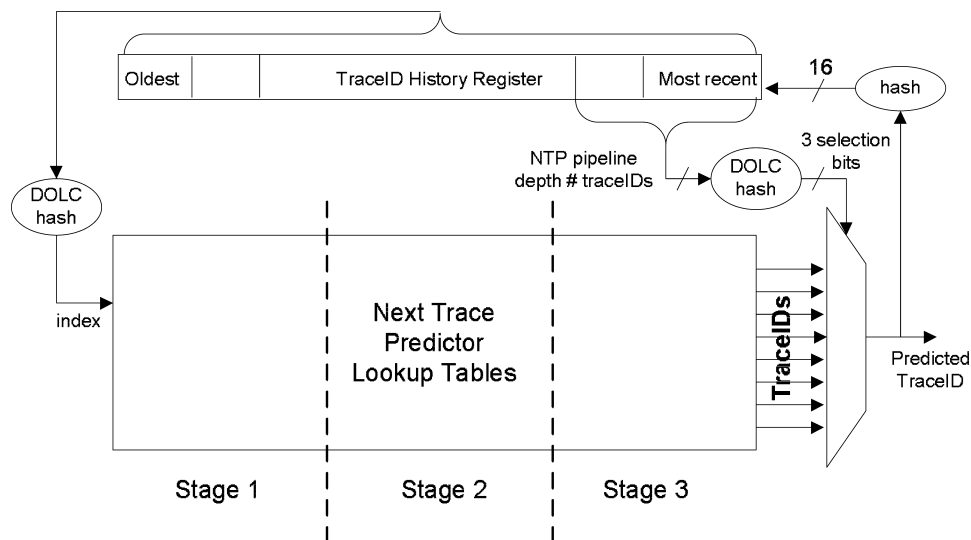 Oldest
TraceID History Register
Most recent
16
hash
NTP pipeline
depth # traceIDs
DOLC
hash
3 selection
bits
DOLC
hash
index
Next Trace
Predictor
Lookup Tables
TraceIDs
Predicted
TraceID
Stage 1
Stage 2
Stage 3